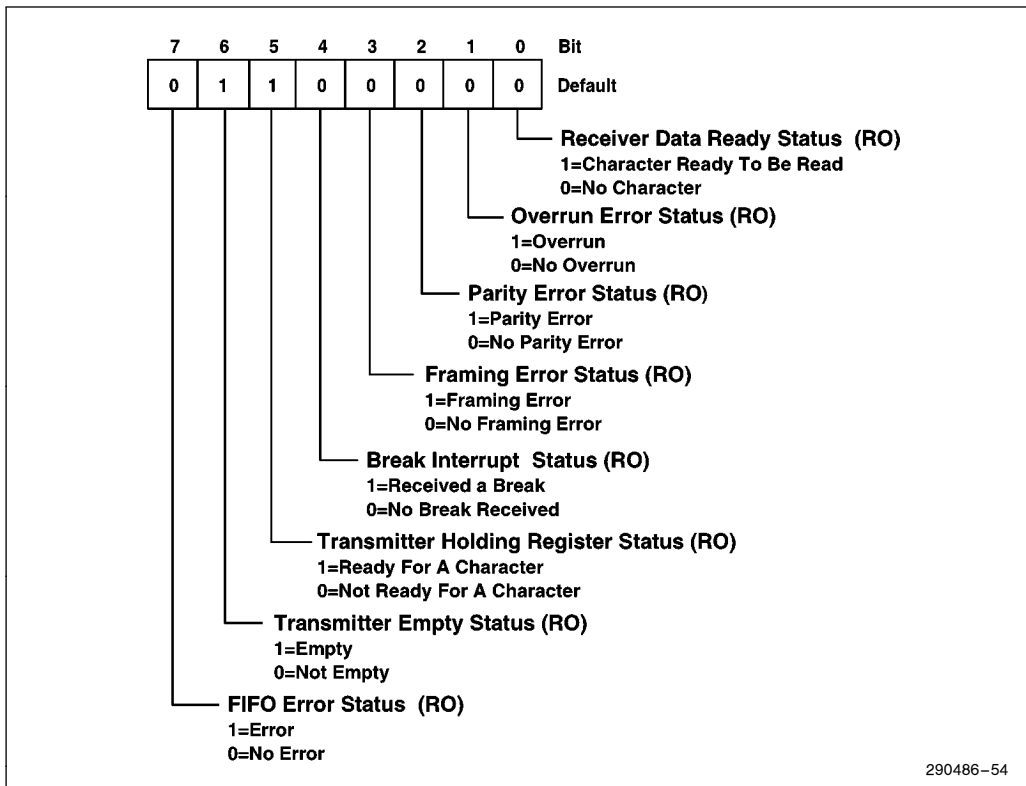 7 6 5 4 3 2 1 0 Bit
0 1 1 0 0 0 0 0 Default
Receiver Data Ready Status (RO)
1=Character Ready To Be Read
0=No Character
Overrun Error Status (RO)
1=Overrun
0=No Overrun
Parity Error Status (RO)
1=Parity Error
0=No Parity Error
Framing Error Status (RO)
1=Framing Error
0=No Framing Error
Break Interrupt Status (RO)
1=Received a Break
0=No Break Received
Transmitter Holding Register Status (RO)
1=Ready For A Character
0=Not Ready For A Character
Transmitter Empty Status (RO)
1=Empty
0=Not Empty
FIFO Error Status (RO)
1=Error
0=No Error
290486–54